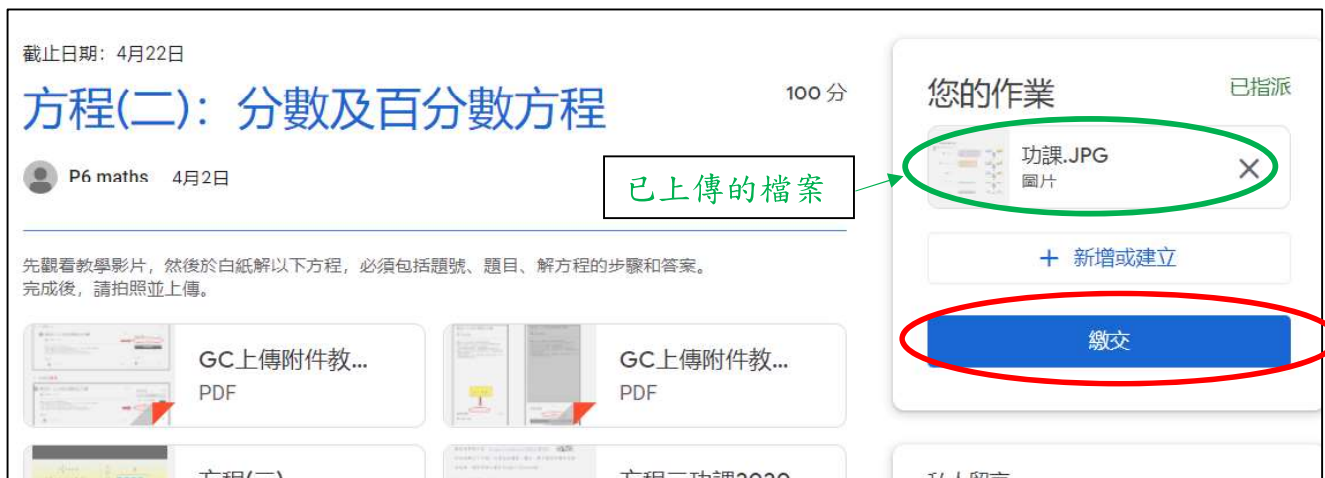 截止日期：4月22日
方程(二)：分數及百分數方程
100 分
P6 maths 4月2日
先觀看教學影片，然後於白紙解以下方程，必須包括題號、題目、解方程的步驟和答案。
完成後，請拍照並上傳。
GC上傳附件教...
PDF
GC上傳附件教...
PDF
已上傳的檔案
您的作業
已指派
功課.JPG
圖片
+ 新增或建立
繳交